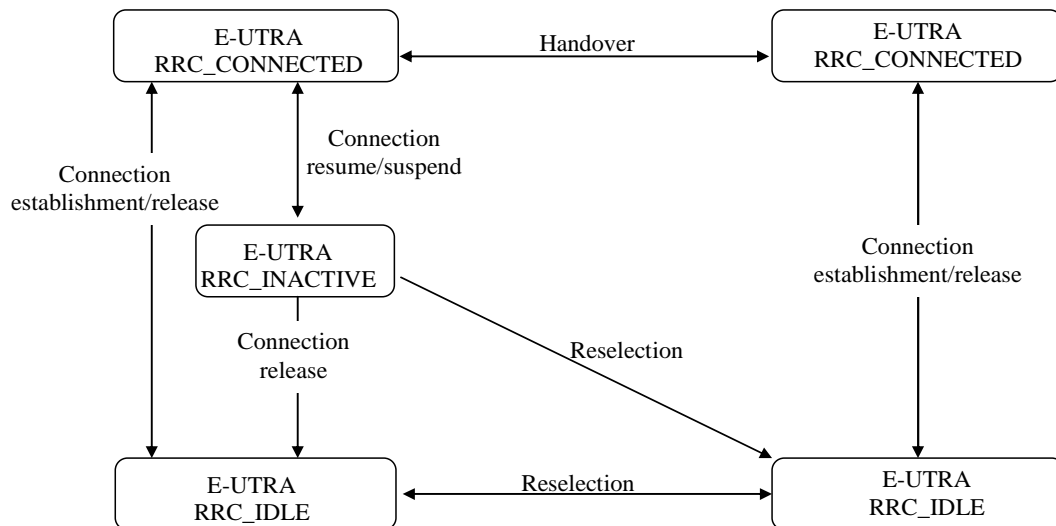 E-UTRA
RRC_CONNECTED
Handover
E-UTRA
RRC_CONNECTED
Connection
resume/suspend
Connection
establishment/release
E-UTRA
RRC_INACTIVE
Connection
establishment/release
Connection
release
Reselection
E-UTRA
RRC_IDLE
Reselection
E-UTRA
RRC_IDLE